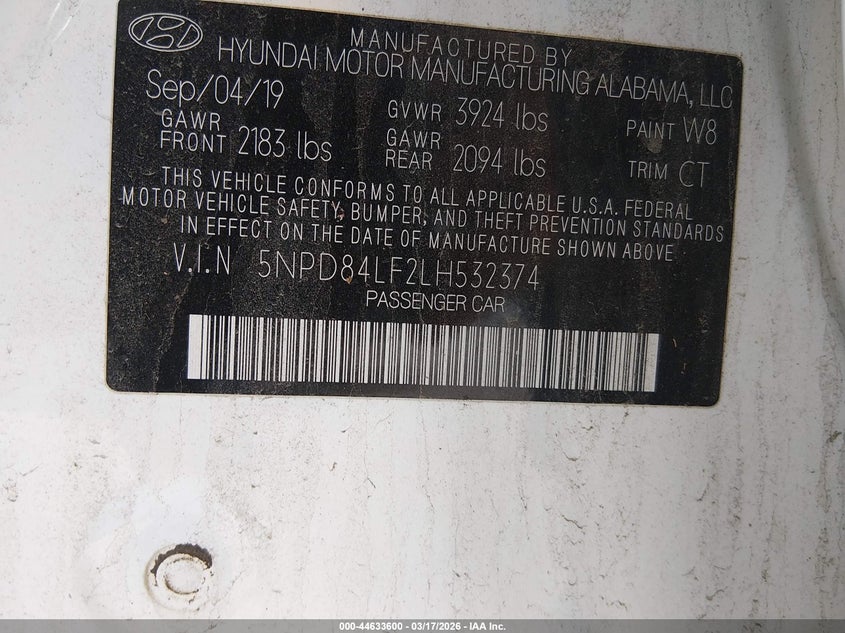 MANUFACTURED BY
HYUNDAI MOTOR MANUFACTURING ALABAMA, LLC
Sep/04/19 GVWR 3924 lbs PAINT W8
GAWR FRONT 2183 lbs GAWR REAR 2094 lbs TRIM CT
THIS VEHICLE CONFORMS TO ALL APPLICABLE U.S.A. FEDERAL
MOTOR VEHICLE SAFETY, BUMPER, AND THEFT PREVENTION STANDARDS
IN EFFECT ON THE DATE OF MANUFACTURE SHOWN ABOVE.
V.I.N 5NPD84LF2LH532374
PASSENGER CAR
000-44633600 - 03/17/2026 - IAA Inc.